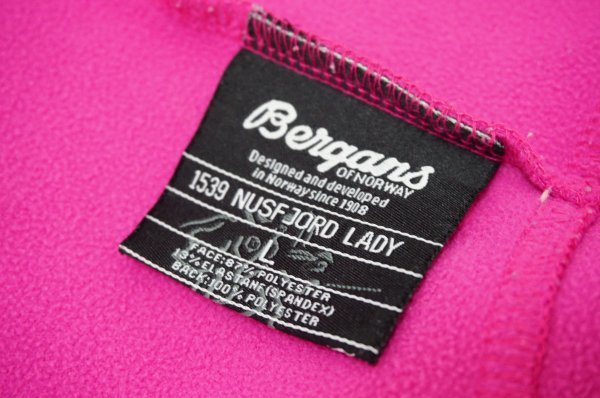 Bergans
OF NORWAY
Designed and developed
in Norway since 1908
1539 NUSFJORD LADY
L
FACE:87% POLYESTER
13% ELASTANE(SPANDEX)
BACK:100% POLYESTER